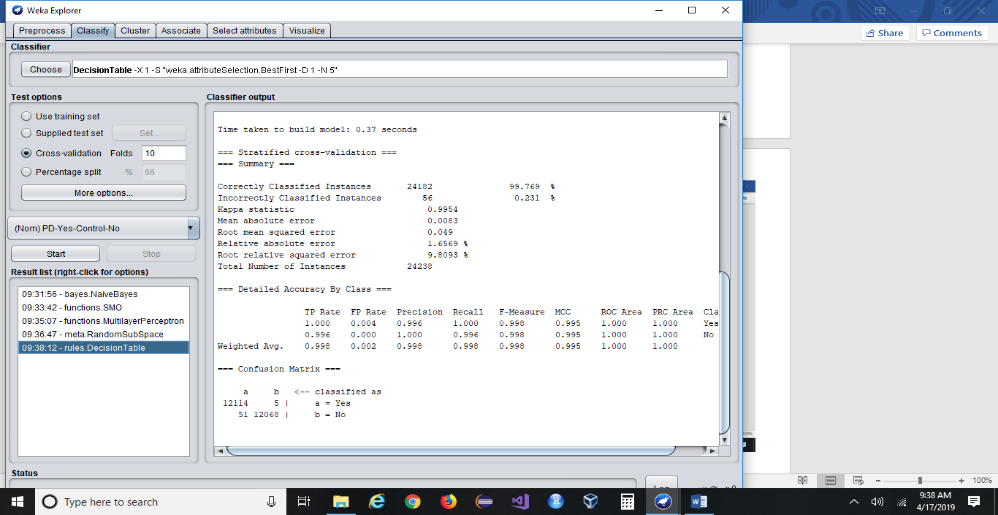 Weka Explorer
Preprocess Classify Cluster Associate Select attributes Visualize
Share Comments
Classifier
Choose DecisionTable -X 1 -S "weka.attributeSelection.BestFirst -D 1 -N 5"
Test options
Use training set
Supplied test set Set...
Cross-validation Folds 10
Percentage split % 66
More options...
(Nom) PD-Yes-Control-No
Start Stop
Result list (right-click for options)
09:31:56 - bayes.NaiveBayes
09:33:42 - functions.SMO
09:35:07 - functions.MultilayerPerceptron
09:36:47 - meta.RandomSubSpace
09:38:12 - rules.DecisionTable
Classifier output
Time taken to build model: 0.37 seconds
=== Stratified cross-validation ===
=== Summary ===
Correctly Classified Instances 24182 99.769 %
Incorrectly Classified Instances 56 0.231 %
Kappa statistic 0.9954
Mean absolute error 0.0083
Root mean squared error 0.049
Relative absolute error 1.6569 %
Root relative squared error 9.8093 %
Total Number of Instances 24238
=== Detailed Accuracy By Class ===
TP Rate FP Rate Precision Recall F-Measure MCC ROC Area PRC Area Cla
1.000 0.004 0.996 1.000 0.998 0.995 1.000 1.000 Yes
0.996 0.000 1.000 0.996 0.998 0.995 1.000 1.000 No
Weighted Avg. 0.998 0.002 0.998 0.998 0.998 0.995 1.000 1.000
=== Confusion Matrix ===
a b <-- classified as
12114 5 | a = Yes
51 12068 | b = No
Status
100%
Type here to search
9:38 AM
4/17/2019